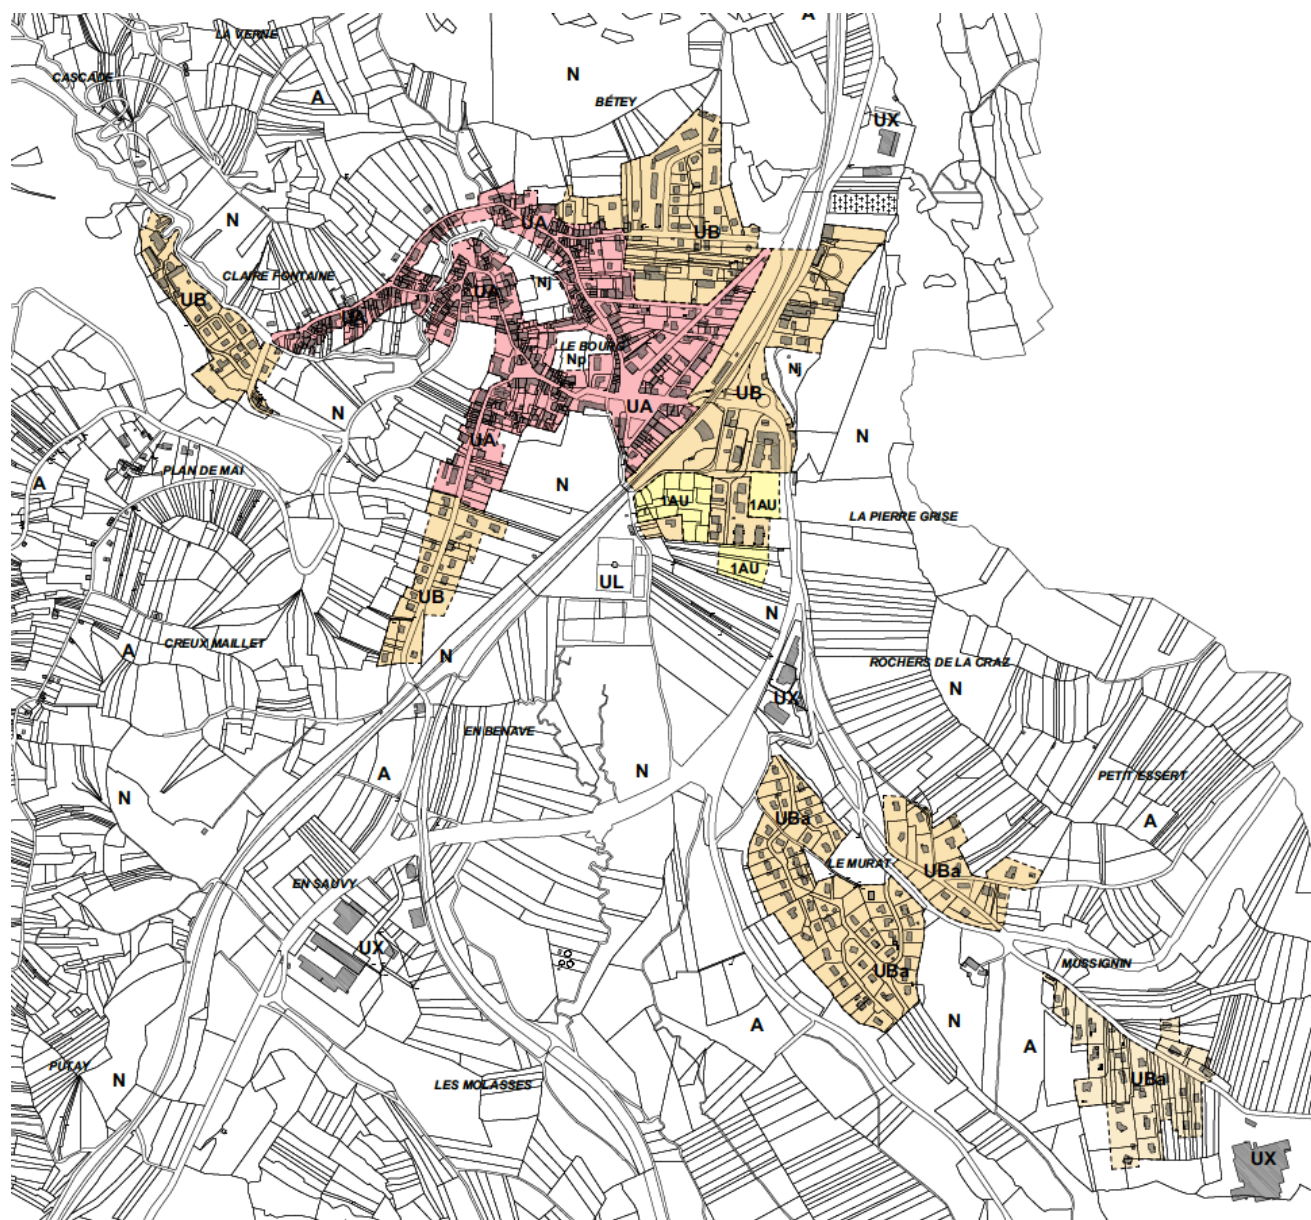 A
LA VERNE
N
CASCADE
A
BÉTEY
UX
N
UA
UB
CLAIRE FONTAINE
Nj
UA
UB
UA
LE BOURG
Np
Nj
UB
UA
N
N
UA
PLAN DE MAI
A
N
1AU
1AU
LA PIERRE GRISE
1AU
UL
UB
N
CREUX MAILLET
A
N
ROCHERS DE LA CRAZ
N
UX
EN BENAVE
A
N
PETIT ESSERT
N
UBa
A
LE MURAT
UBa
EN SAUVY
UX
UBa
MUSSIGNIN
A
N
A
PUTAY
N
LES MOLASSES
UBa
UX